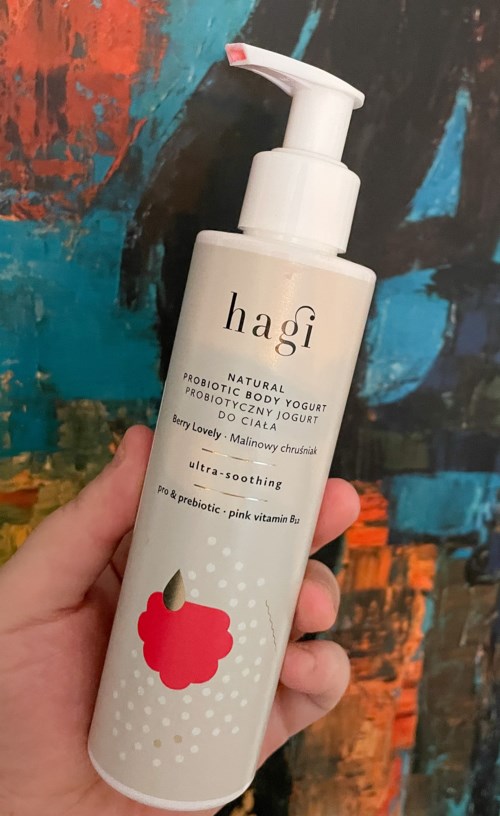 hagi
NATURAL
PROBIOTIC BODY YOGURT
PROBIOTYCZNY JOGURT
DO CIAŁA
Berry Lovely · Malinowy chruśniak
ultra-soothing
pro & prebiotic · pink vitamin B₁₂